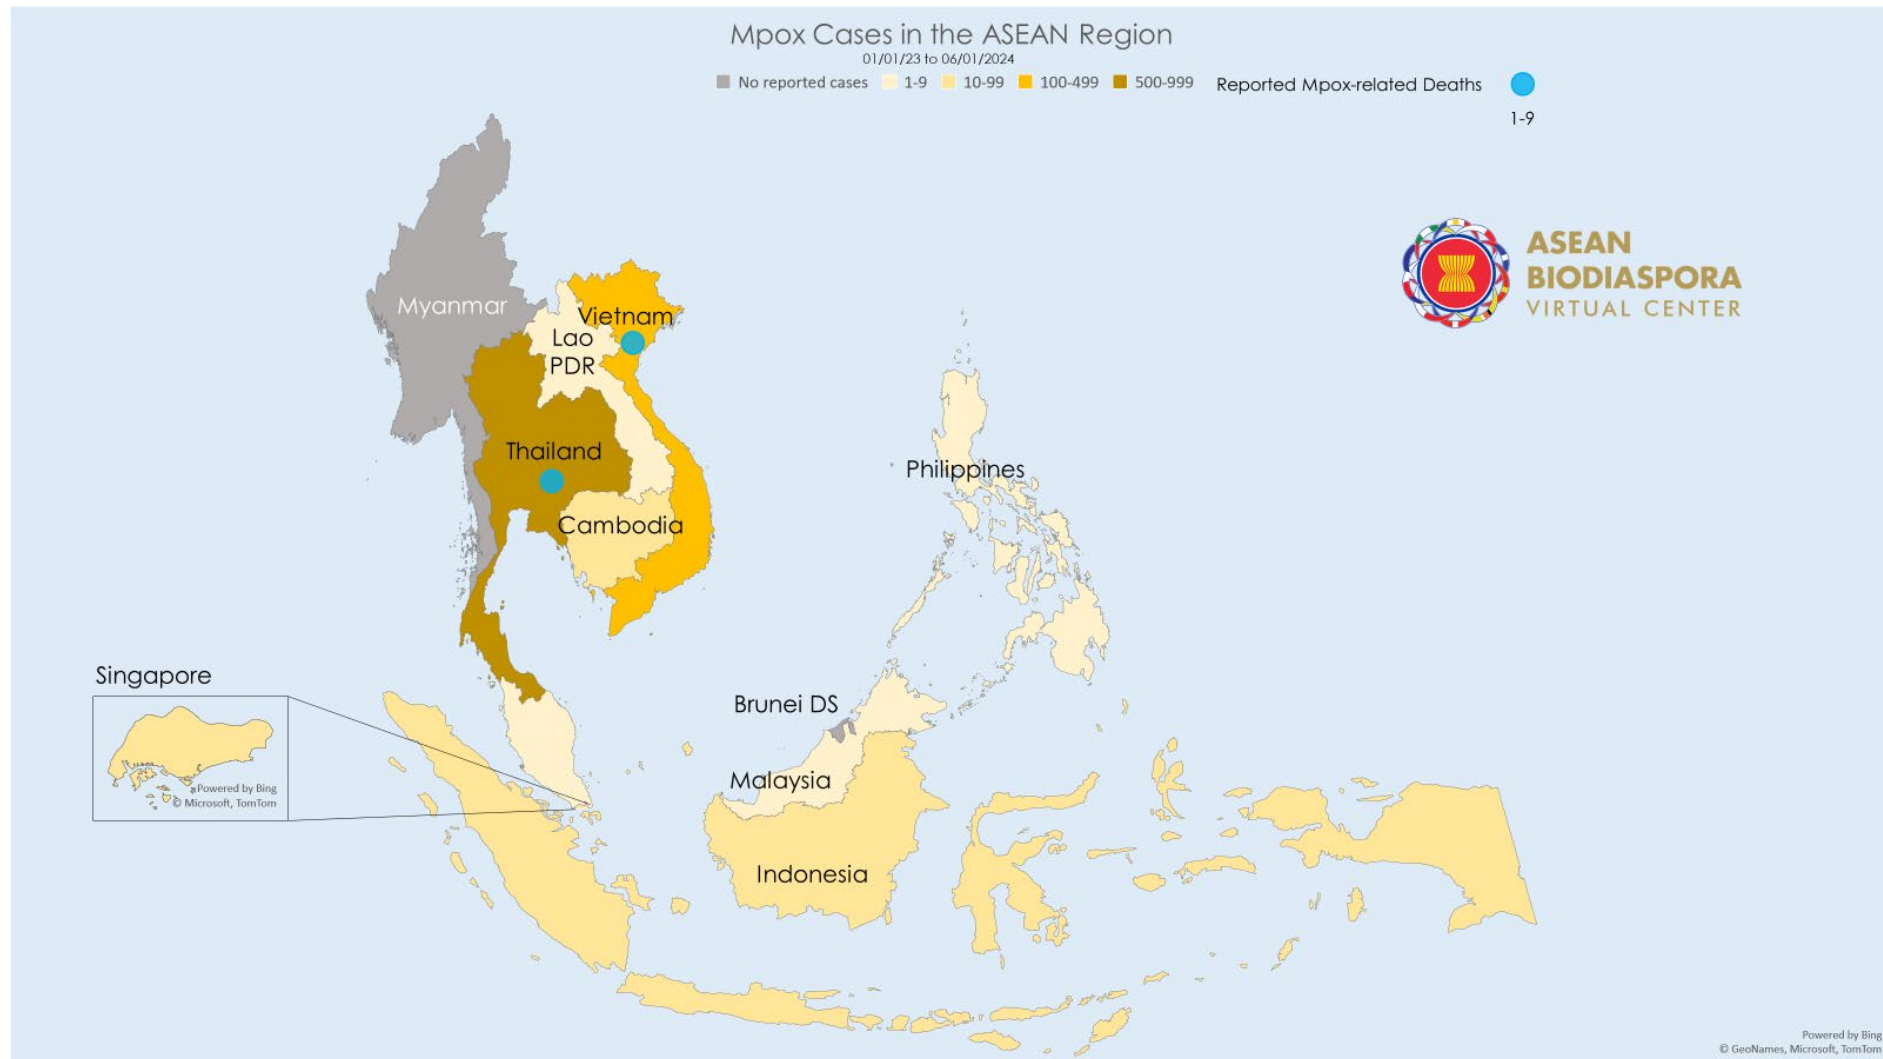 Mpox Cases in the ASEAN Region
01/01/23 to 06/01/2024
No reported cases 1-9 10-99 100-499 500-999 Reported Mpox-related Deaths
1-9
ASEAN
BIODIASPORA
VIRTUAL CENTER
Myanmar
Vietnam
Lao
PDR
Thailand
Philippines
Cambodia
Singapore
Powered by Bing
© Microsoft, TomTom
Brunei DS
Malaysia
Indonesia
Powered by Bing
© GeoNames, Microsoft, TomTom